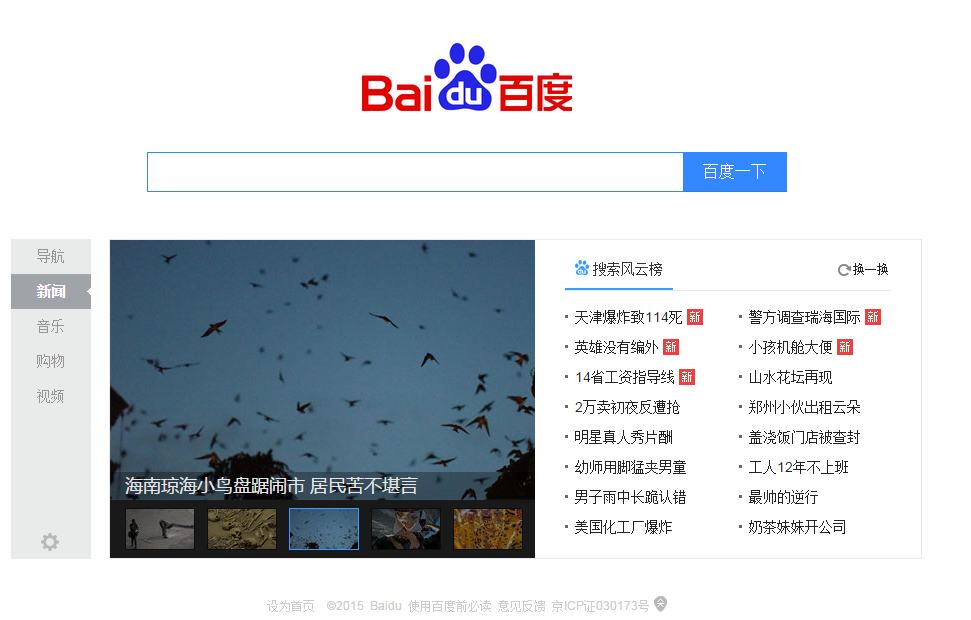 Bai du 百度
百度一下
导航
新闻
音乐
购物
视频
海南琼海小鸟盘踞闹市 居民苦不堪言
搜索风云榜
换一换
天津爆炸致114死 新
警方调查瑞海国际 新
英雄没有编外 新
小孩机舱大便 新
14省工资指导线 新
山水花坛再现
2万卖初夜反遭抢
郑州小伙出租云朵
明星真人秀片酬
盖浇饭门店被查封
幼师用脚猛夹男童
工人12年不上班
男子雨中长跪认错
最帅的逆行
美国化工厂爆炸
奶茶妹妹开公司
设为首页 ©2015 Baidu 使用百度前必读 意见反馈 京ICP证030173号